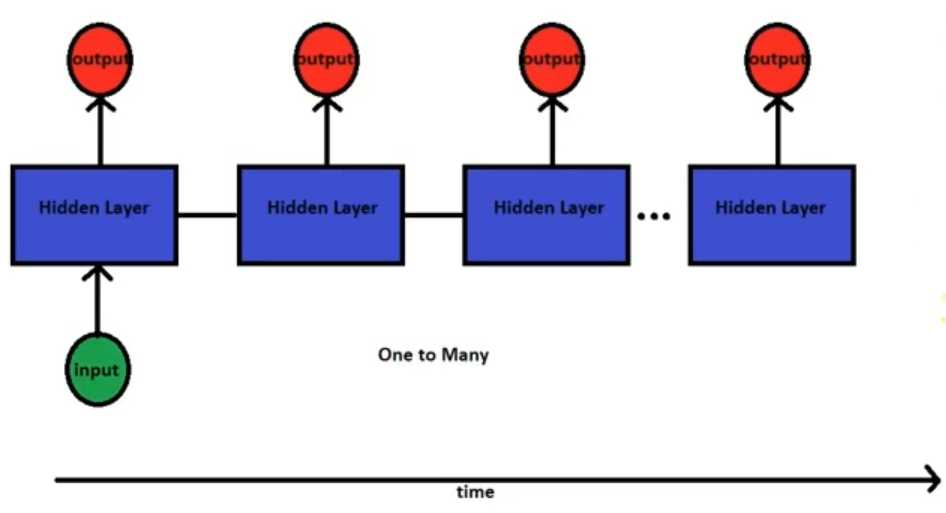 output output output output
Hidden Layer Hidden Layer Hidden Layer ... Hidden Layer
input
One to Many
time